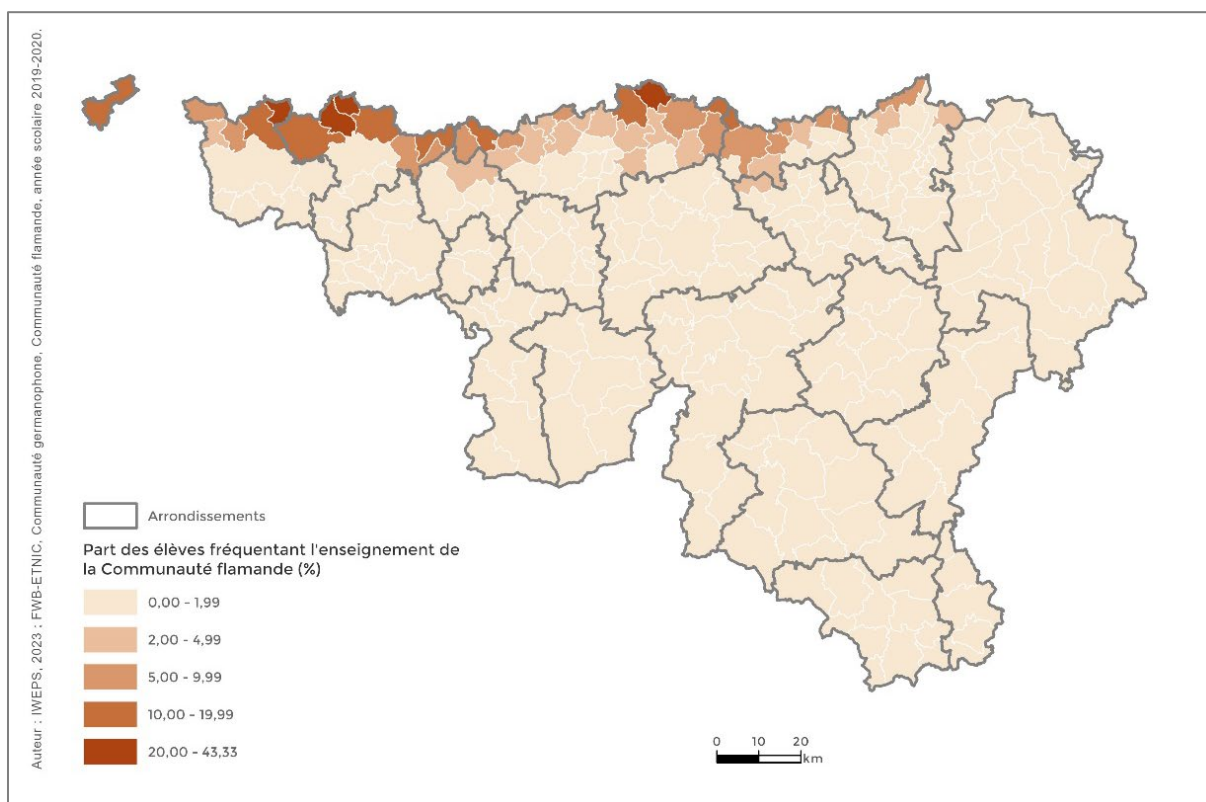 Auteur : IWEPS, 2023 ; FWB-ETNIC, Communauté germanophone, Communauté flamande, année scolaire 2019-2020.
Arrondissements
Part des élèves fréquentant l'enseignement de
la Communauté flamande (%)
0,00 - 1,99
2,00 - 4,99
5,00 - 9,99
10,00 - 19,99
20,00 - 43,33
0 10 20
km